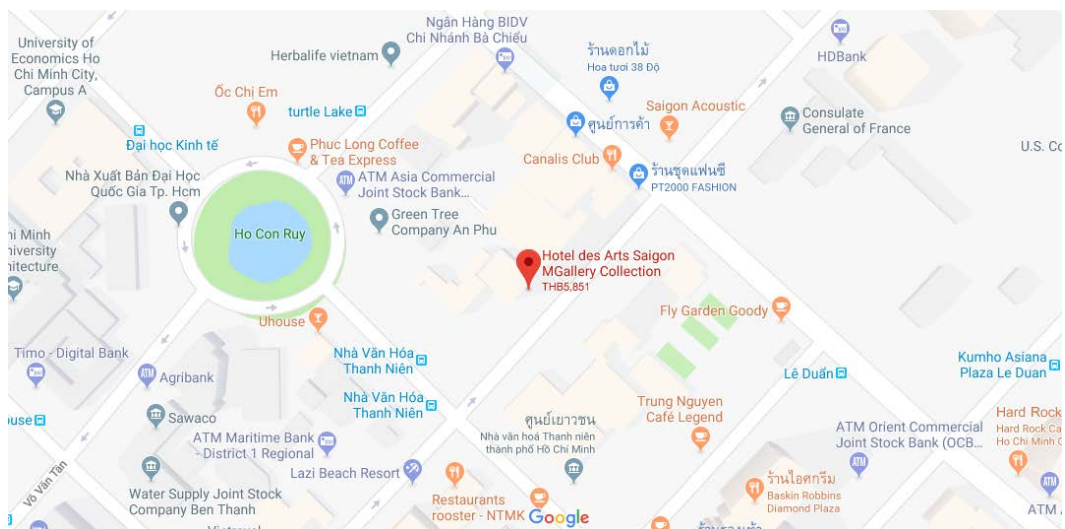 Ngân Hàng BIDV
Chi Nhánh Bà Chiểu
University of
Economics Ho
Chi Minh City,
Campus A
Herbalife vietnam
ร้านดอกไม้
Hoa tươi 38 Độ
HDBank
Ốc Chị Em
turtle Lake
Saigon Acoustic
ศูนย์การค้า
Consulate
General of France
Đại học Kinh tế
Phuc Long Coffee
& Tea Express
Canalis Club
U.S. Co
Nhà Xuất Bản Đại Học
Quốc Gia Tp. Hcm
ATM
ATM Asia Commercial
Joint Stock Bank...
ร้านชุดแฟนซี
PT2000 FASHION
Green Tree
Company An Phu
Ho Con Ruy
hi Minh
niversity
hitecture
Hotel des Arts Saigon
MGallery Collection
THB5,851
Fly Garden Goody
Uhouse
Timo - Digital Bank
Nhà Văn Hóa
Thanh Niên
Kumho Asiana
Plaza Le Duan
Lê Duẩn
Agribank
ATM
Nhà Văn Hóa
Thanh Niên
Trung Nguyen
Café Legend
ouse
Sawaco
ศูนย์เยาวชน
Nhà văn hoá Thanh niên
thành phố Hồ Chí Minh
Hard Rock
Hard Rock Ca
Ho Chi Minh C
ATM Maritime Bank
- District 1 Regional
ATM Orient Commercial
Joint Stock Bank (OCB...
ATM
Võ Văn Tần
Lazi Beach Resort
ร้านไอศกรีม
Baskin Robbins
Diamond Plaza
ATM
Water Supply Joint Stock
Company Ben Thanh
Restaurants
rooster - NTMK
Google
ATM
Vietravel